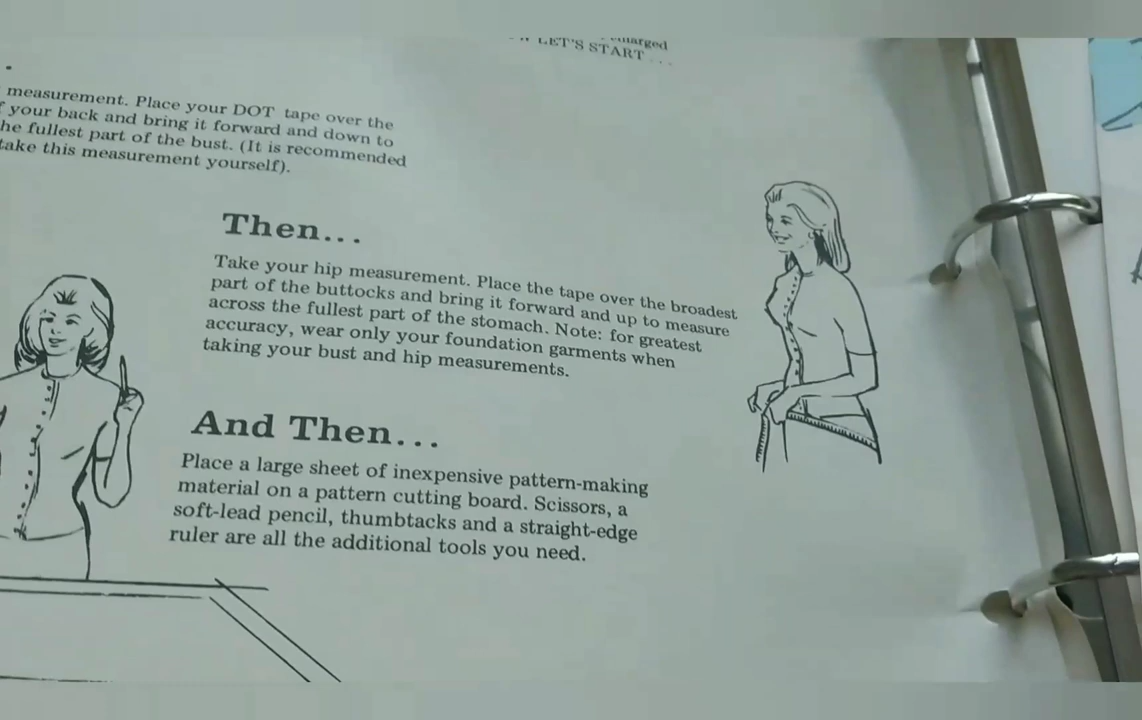 LET'S START . . .
measurement. Place your DOT tape over the
your back and bring it forward and down to
the fullest part of the bust. (It is recommended
take this measurement yourself).
Then...
Take your hip measurement. Place the tape over the broadest
part of the buttocks and bring it forward and up to measure
across the fullest part of the stomach. Note: for greatest
accuracy, wear only your foundation garments when
taking your bust and hip measurements.
And Then...
Place a large sheet of inexpensive pattern-making
material on a pattern cutting board. Scissors, a
soft-lead pencil, thumbtacks and a straight-edge
ruler are all the additional tools you need.